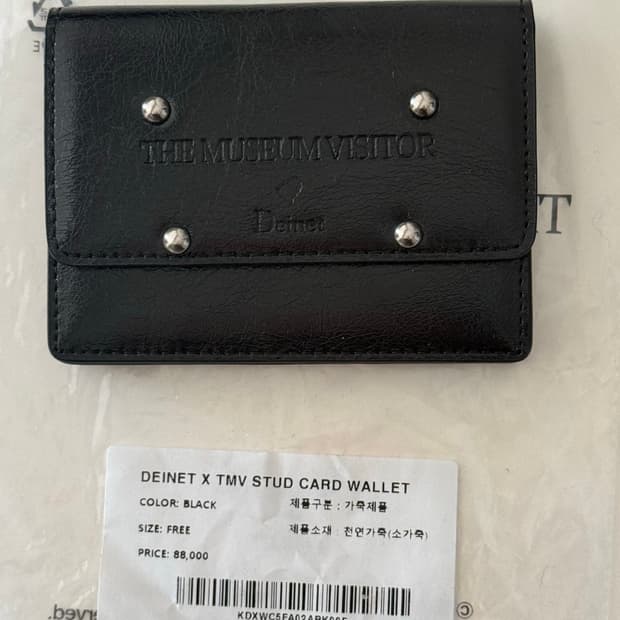 THE MUSEUM VISITOR
Deinet
IT
DEINET X TMV STUD CARD WALLET
COLOR: BLACK 제품구분 : 가죽제품
SIZE: FREE 제품소재 : 천연가죽(소가죽)
PRICE: 88,000
©